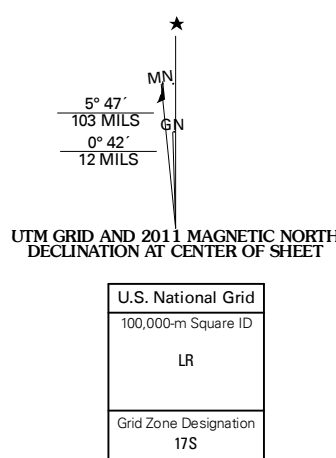 ★
MN
5° 47´
103 MILS
GN
0° 42´
12 MILS
UTM GRID AND 2011 MAGNETIC NORTH
DECLINATION AT CENTER OF SHEET
U.S. National Grid
100,000-m Square ID
LR
Grid Zone Designation
17S